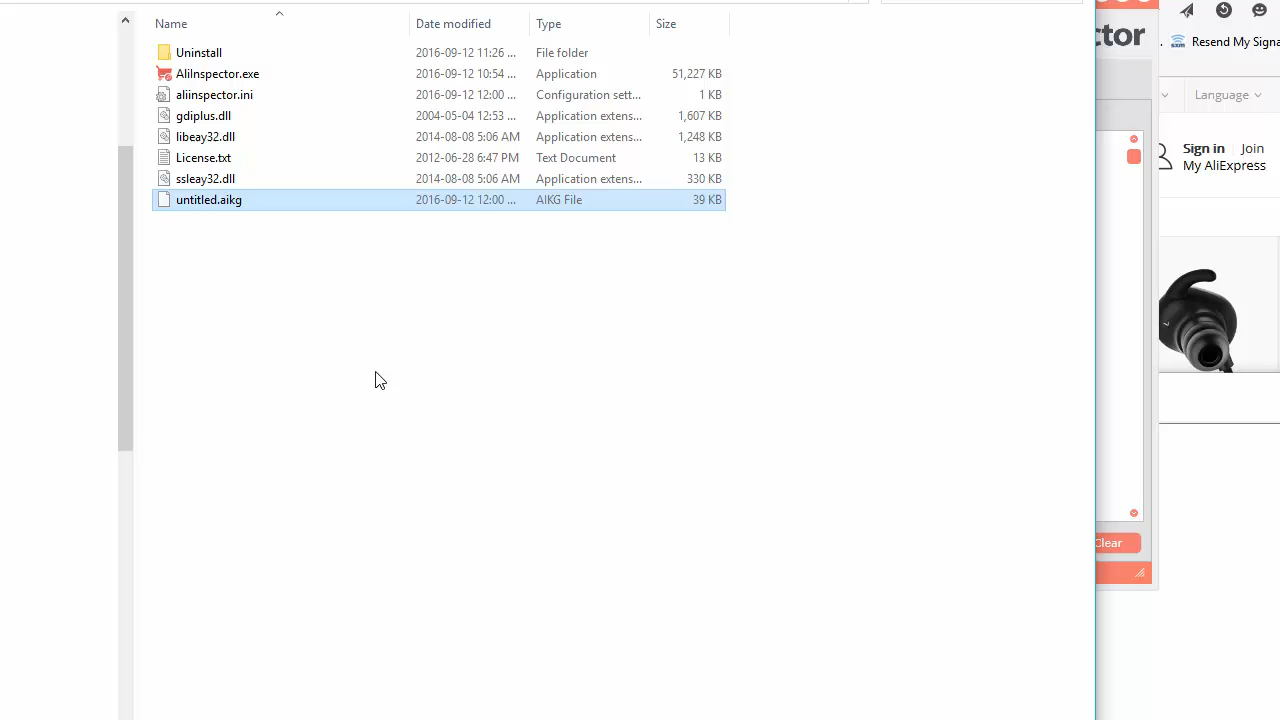 Name Date modified Type Size
Uninstall 2016-09-12 11:26 ... File folder
AliInspector.exe 2016-09-12 10:54 ... Application 51,227 KB
aliinspector.ini 2016-09-12 12:00 ... Configuration sett... 1 KB
gdiplus.dll 2004-05-04 12:53 ... Application extens... 1,607 KB
libeay32.dll 2014-08-08 5:06 AM Application extens... 1,248 KB
License.txt 2012-06-28 6:47 PM Text Document 13 KB
ssleay32.dll 2014-08-08 5:06 AM Application extens... 330 KB
untitled.aikg 2016-09-12 12:00 ... AIKG File 39 KB
ctor
Clear
. sxm Resend My Signa
Language
Sign in Join
My AliExpress